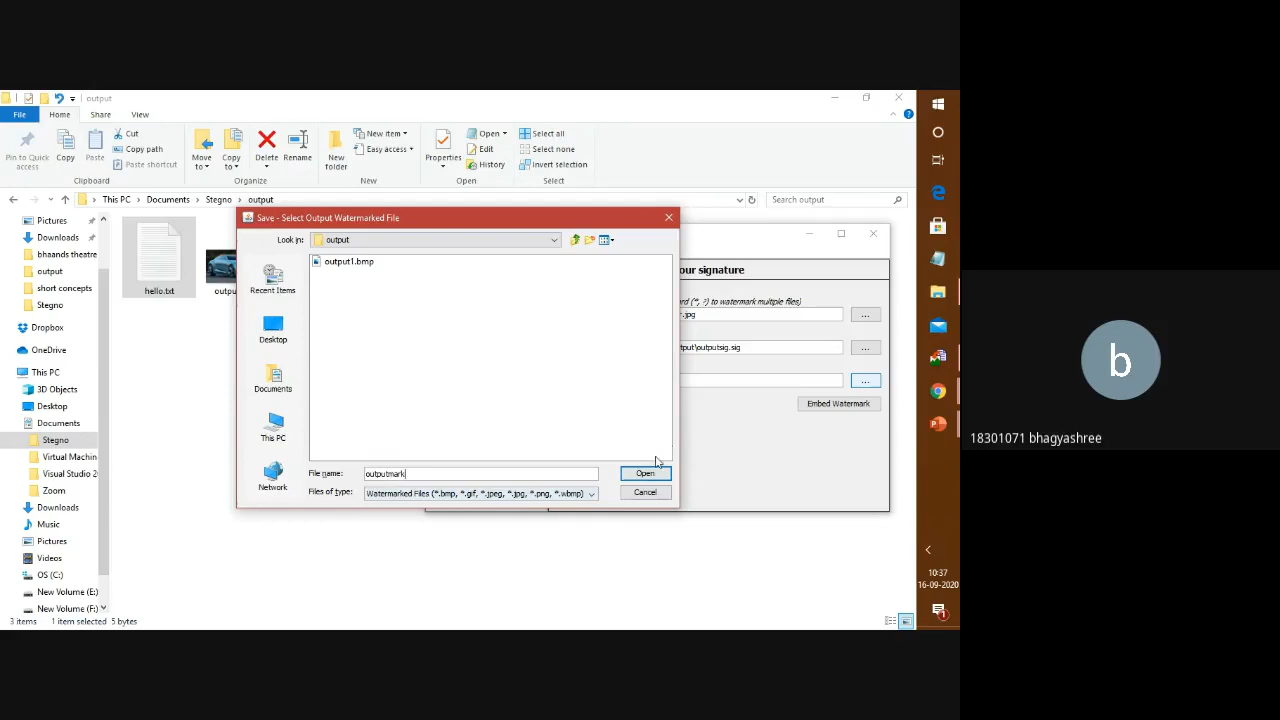 output
File
Home
Share
View
Pin to Quick access
Copy
Paste
Cut
Copy path
Paste shortcut
Clipboard
Move to
Copy to
Delete
Rename
Organize
New folder
New item
Easy access
New
Properties
Open
Edit
History
Open
Select all
Select none
Invert selection
Select
This PC
Documents
Stegno
output
Search output
Pictures
Downloads
bhaands theatre
output
short concepts
Stegno
Dropbox
OneDrive
This PC
3D Objects
Desktop
Documents
Stegno
Virtual Machin
Visual Studio 2
Zoom
Downloads
Music
Pictures
Videos
OS (C:)
New Volume (E:)
New Volume (F:)
3 items
1 item selected 5 bytes
hello.txt
outpu
Save - Select Output Watermarked File
Look in:
output
output1.bmp
Recent Items
Desktop
Documents
This PC
Network
File name:
outputmark
Open
Files of type:
Watermarked Files (*.bmp, *.gif, *.jpeg, *.jpg, *.png, *.wbmp)
Cancel
our signature
rd (*, ?) to watermark multiple files)
r.jpg
...
tput\outputsig.sig
...
...
Embed Watermark
10:37
16-09-2020
1
b
18301071 bhagyashree